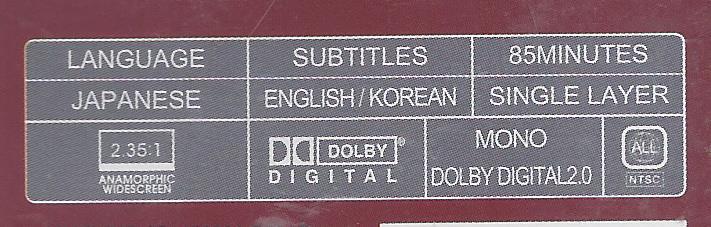 LANGUAGE SUBTITLES 85MINUTES
JAPANESE ENGLISH / KOREAN SINGLE LAYER
2.35:1
ANAMORPHIC
WIDESCREEN
DOLBY®
DIGITAL
MONO
DOLBY DIGITAL2.0
ALL
NTSC